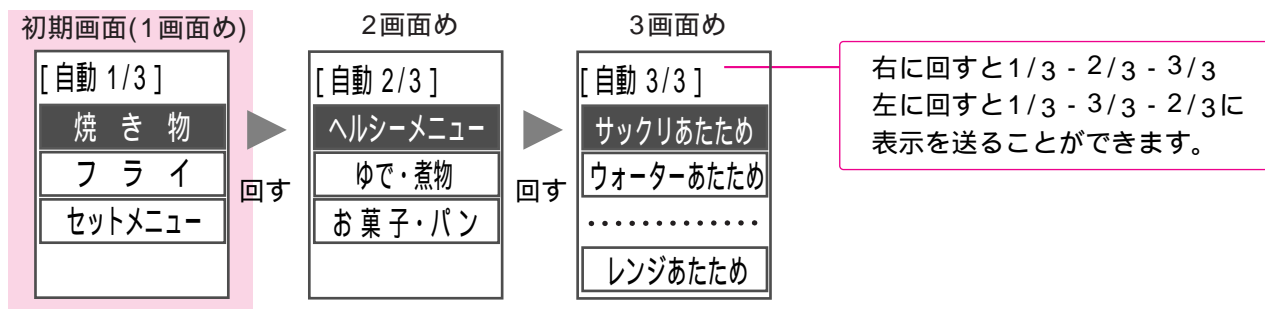 初期画面(1画面め)
[自動 1/3]
焼き物
フライ
セットメニュー
回す
2画面め
[自動 2/3]
ヘルシーメニュー
ゆで・煮物
お菓子・パン
回す
3画面め
[自動 3/3]
サックリあたため
ウォーターあたため
・・・・・・・・・・・・・
レンジあたため
右に回すと1/3 - 2/3 - 3/3
左に回すと1/3 - 3/3 - 2/3に
表示を送ることができます。